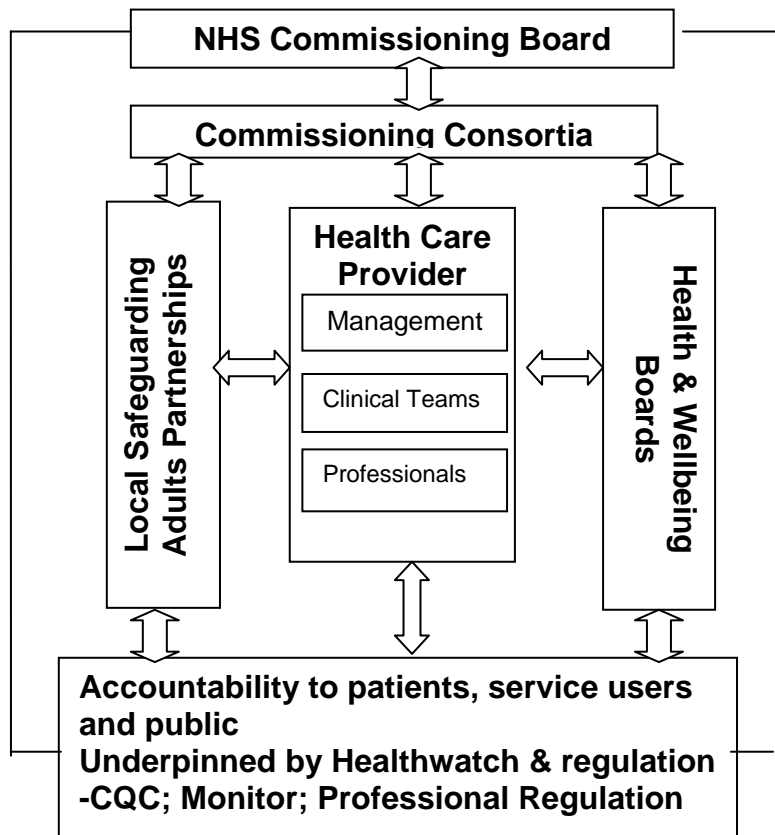 NHS Commissioning Board
Commissioning Consortia
Local Safeguarding
Adults Partnerships
Health Care
Provider
Management
Clinical Teams
Professionals
Health & Wellbeing
Boards
Accountability to patients, service users
and public
Underpinned by Healthwatch & regulation
-CQC; Monitor; Professional Regulation